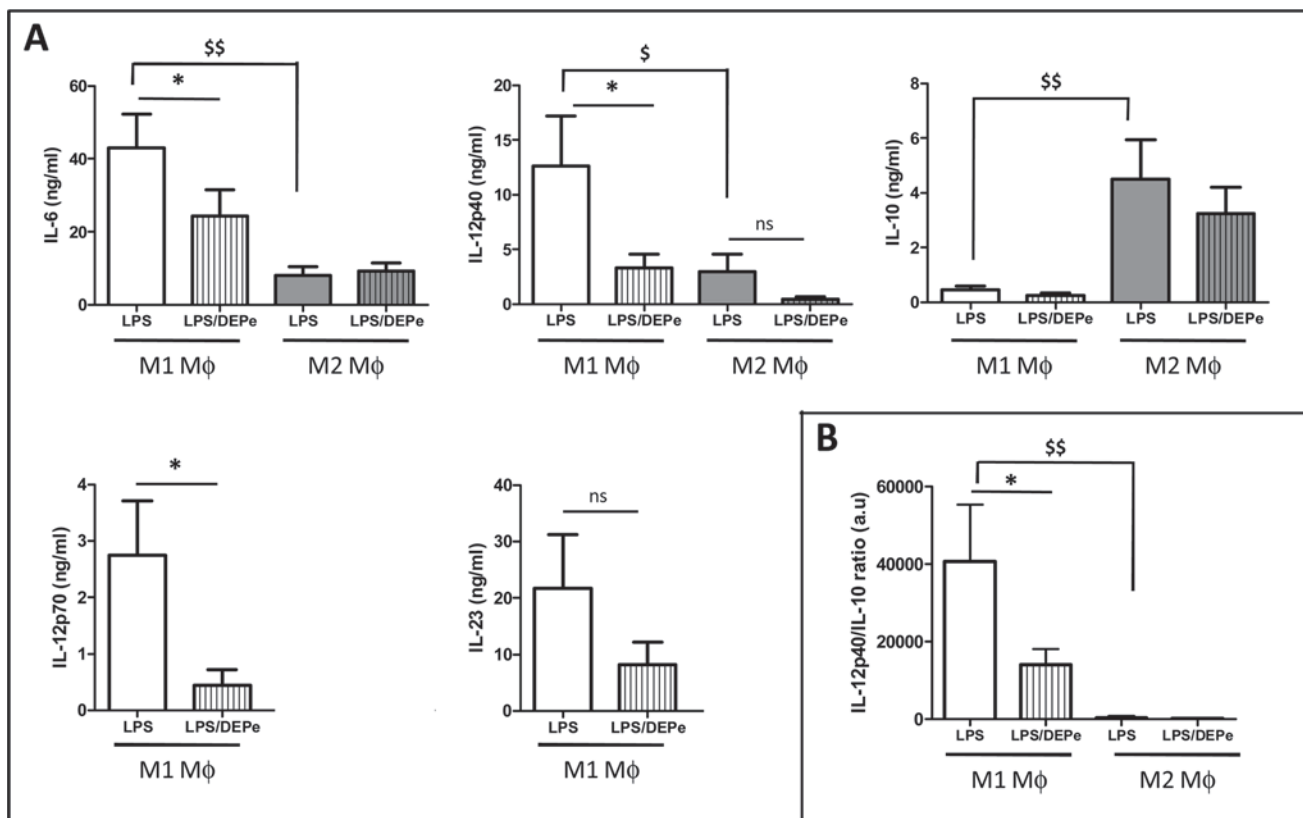 A
$$
*
IL-6 (ng/ml)
60
40
20
0
LPS
LPS/DEPe
LPS
LPS/DEPe
M1 Mϕ
M2 Mϕ
$
*
ns
IL-12p40 (ng/ml)
20
15
10
5
0
LPS
LPS/DEPe
LPS
LPS/DEPe
M1 Mϕ
M2 Mϕ
$$
IL-10 (ng/ml)
8
6
4
2
0
LPS
LPS/DEPe
LPS
LPS/DEPe
M1 Mϕ
M2 Mϕ
*
IL-12p70 (ng/ml)
4
3
2
1
0
LPS
LPS/DEPe
M1 Mϕ
ns
IL-23 (ng/ml)
40
30
20
10
0
LPS
LPS/DEPe
M1 Mϕ
B
$$
*
IL-12p40/IL-10 ratio (a.u)
60000
40000
20000
0
LPS
LPS/DEPe
LPS
LPS/DEPe
M1 Mϕ
M2 Mϕ